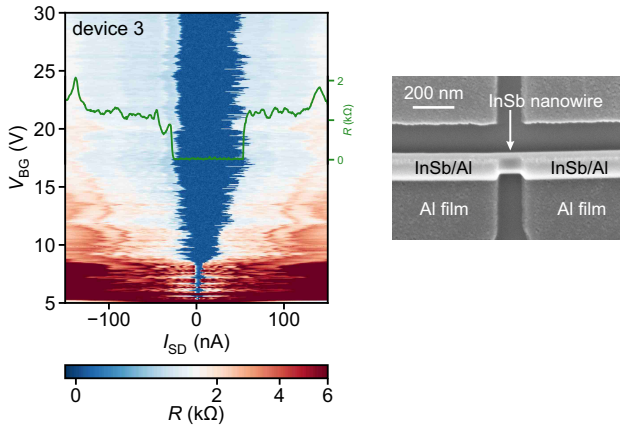 device 3
30
25
20
15
10
5
V_BG (V)
2
1
0
R (kΩ)
−100
0
100
I_SD (nA)
0
2
4
6
R (kΩ)
200 nm
InSb nanowire
InSb/Al
InSb/Al
Al film
Al film